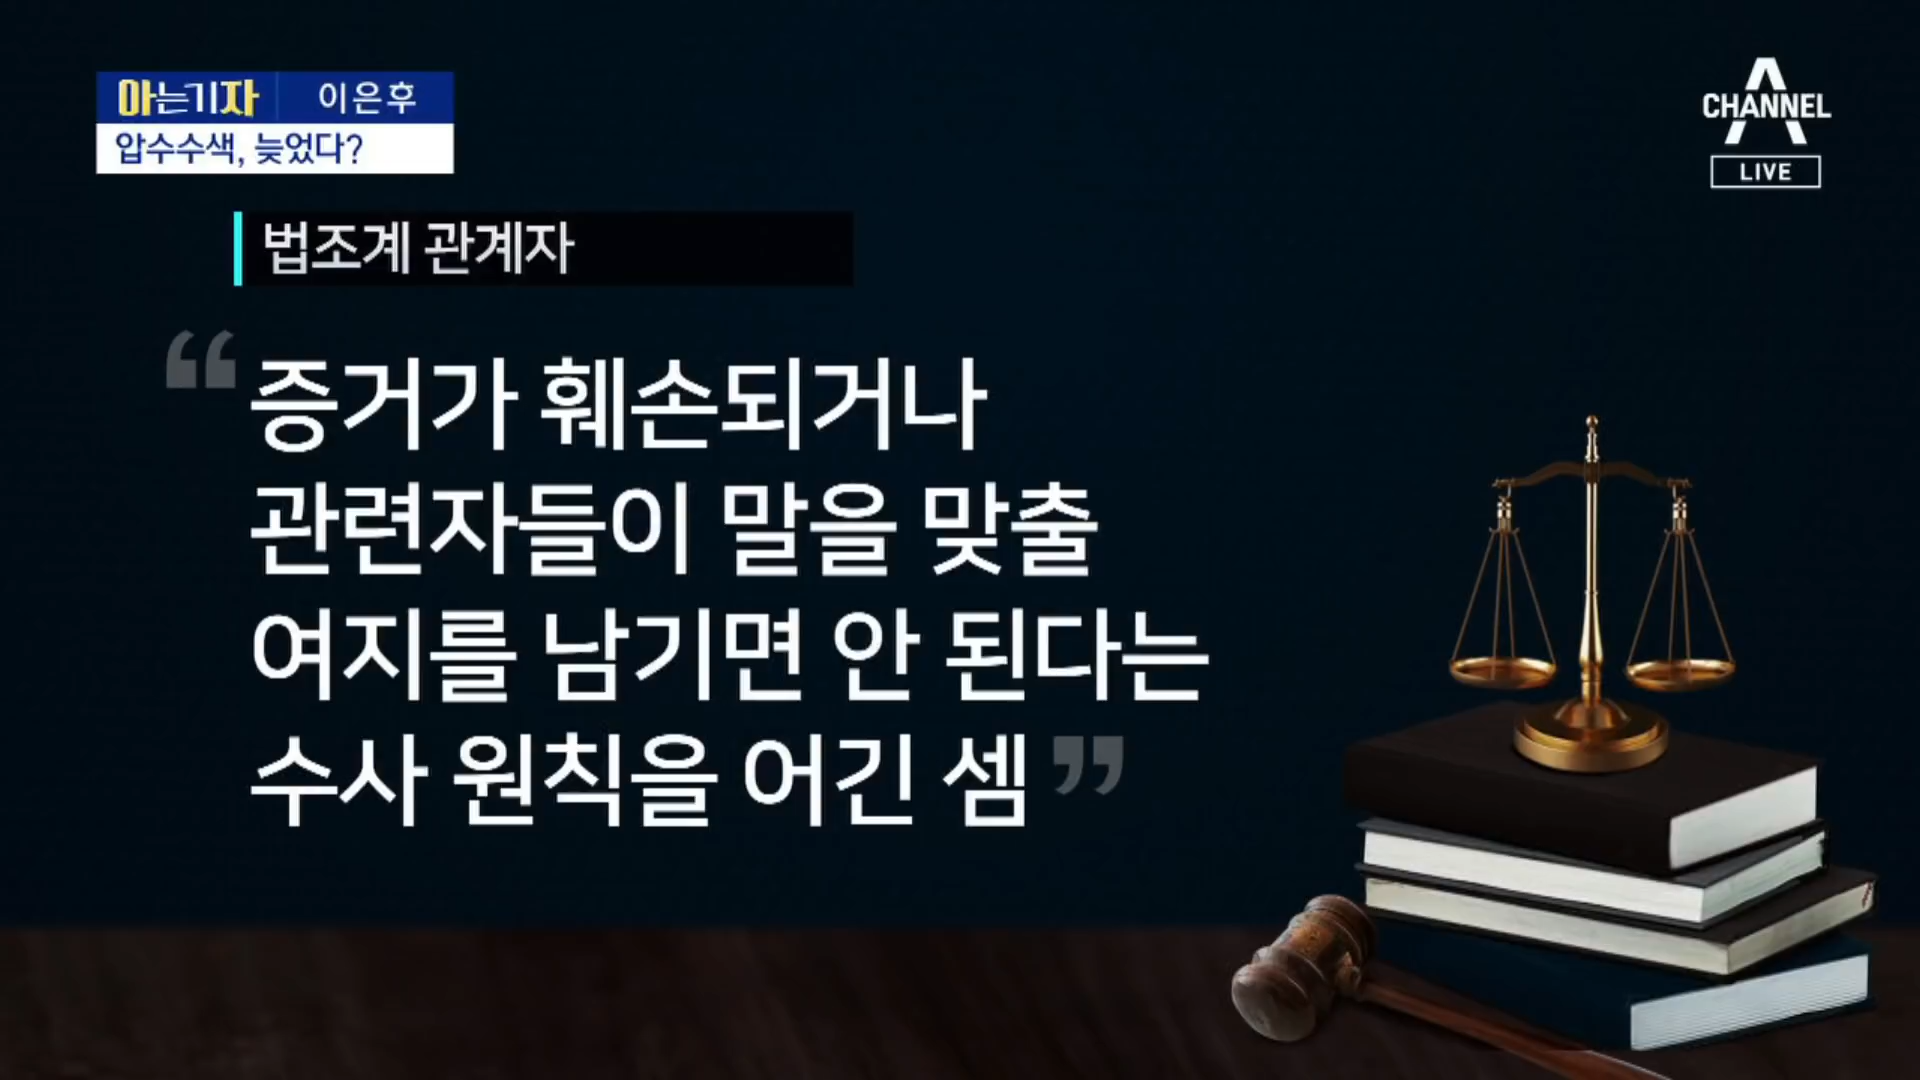 아는기자 이은후
압수수색, 늦었다?
CHANNEL A
LIVE
법조계 관계자
“증거가 훼손되거나
관련자들이 말을 맞출
여지를 남기면 안 된다는
수사 원칙을 어긴 셈”